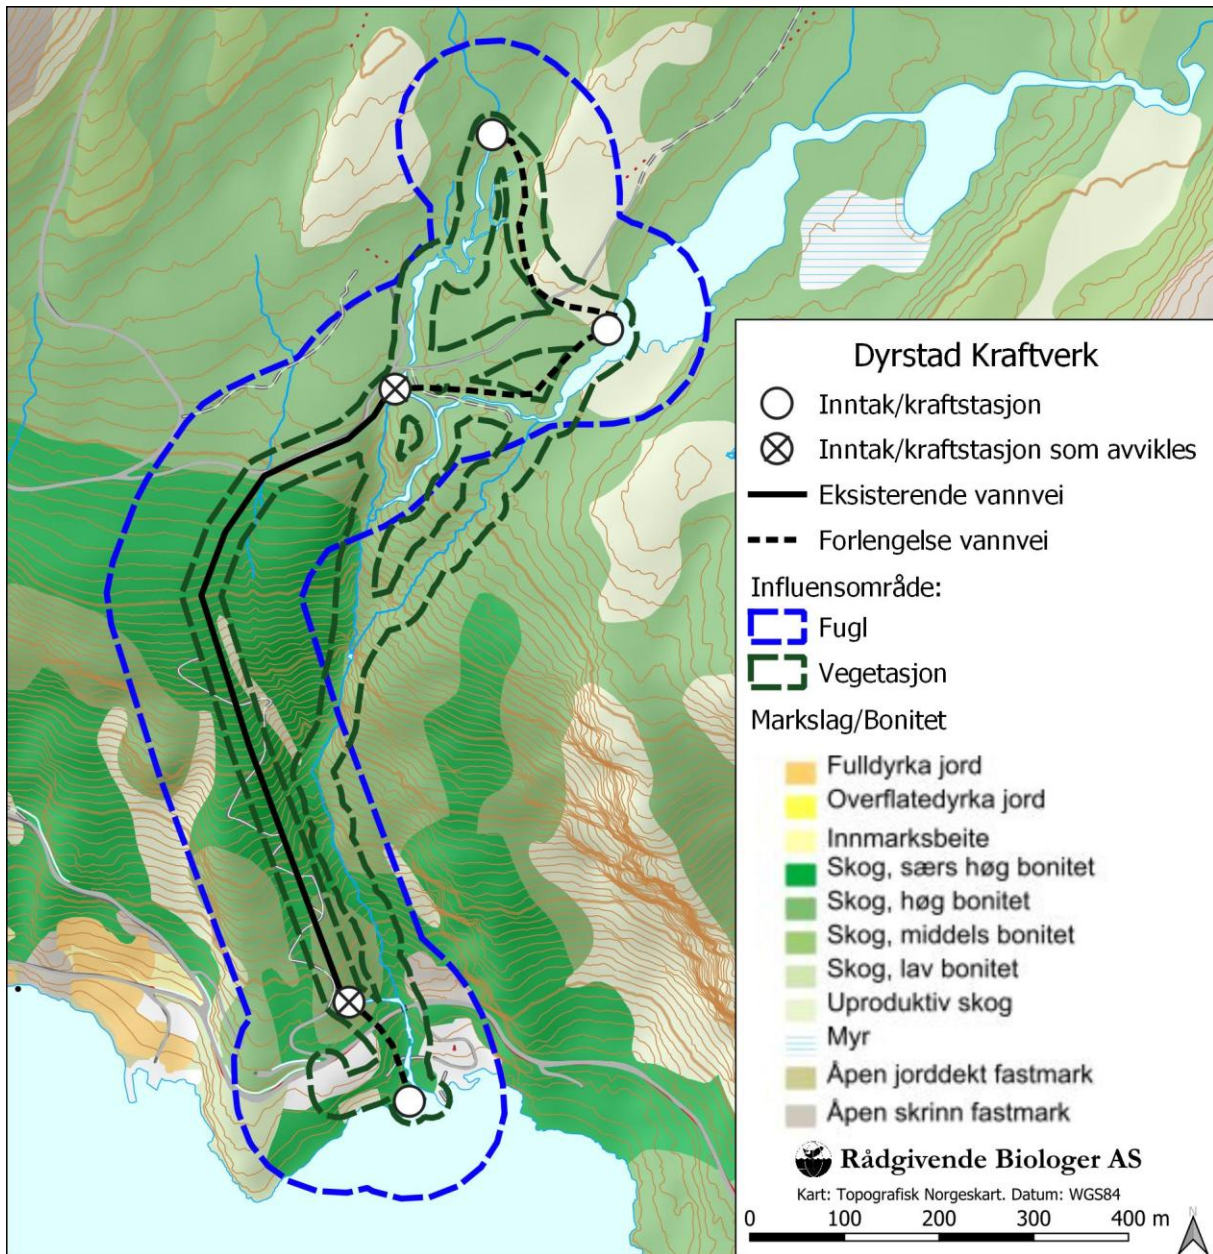 Dyrstad Kraftverk
Inntak/kraftstasjon
Inntak/kraftstasjon som avvikles
Eksisterende vannvei
Forlengelse vannvei
Influensområde:
Fugl
Vegetasjon
Markslag/Bonitet
Fulldyrka jord
Overflatedyrka jord
Innmarksbeite
Skog, særs høg bonitet
Skog, høg bonitet
Skog, middels bonitet
Skog, lav bonitet
Uproduktiv skog
Myr
Åpen jorddekt fastmark
Åpen skrinn fastmark
Rådgivende Biologer AS
Kart: Topografisk Norgeskart. Datum: WGS84
0 100 200 300 400 m
N